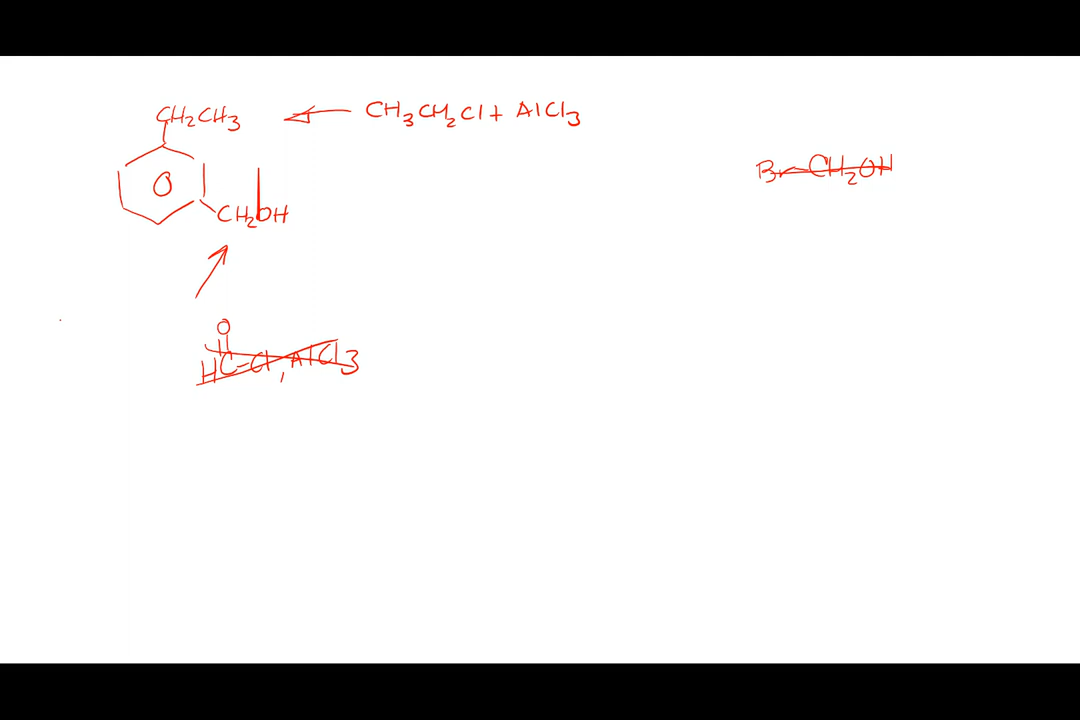 CH₂CH₃
CH₃CH₂Cl + AlCl₃
Br-CH₂OH
O
CH₂OH
O
HC-Cl, AlCl₃